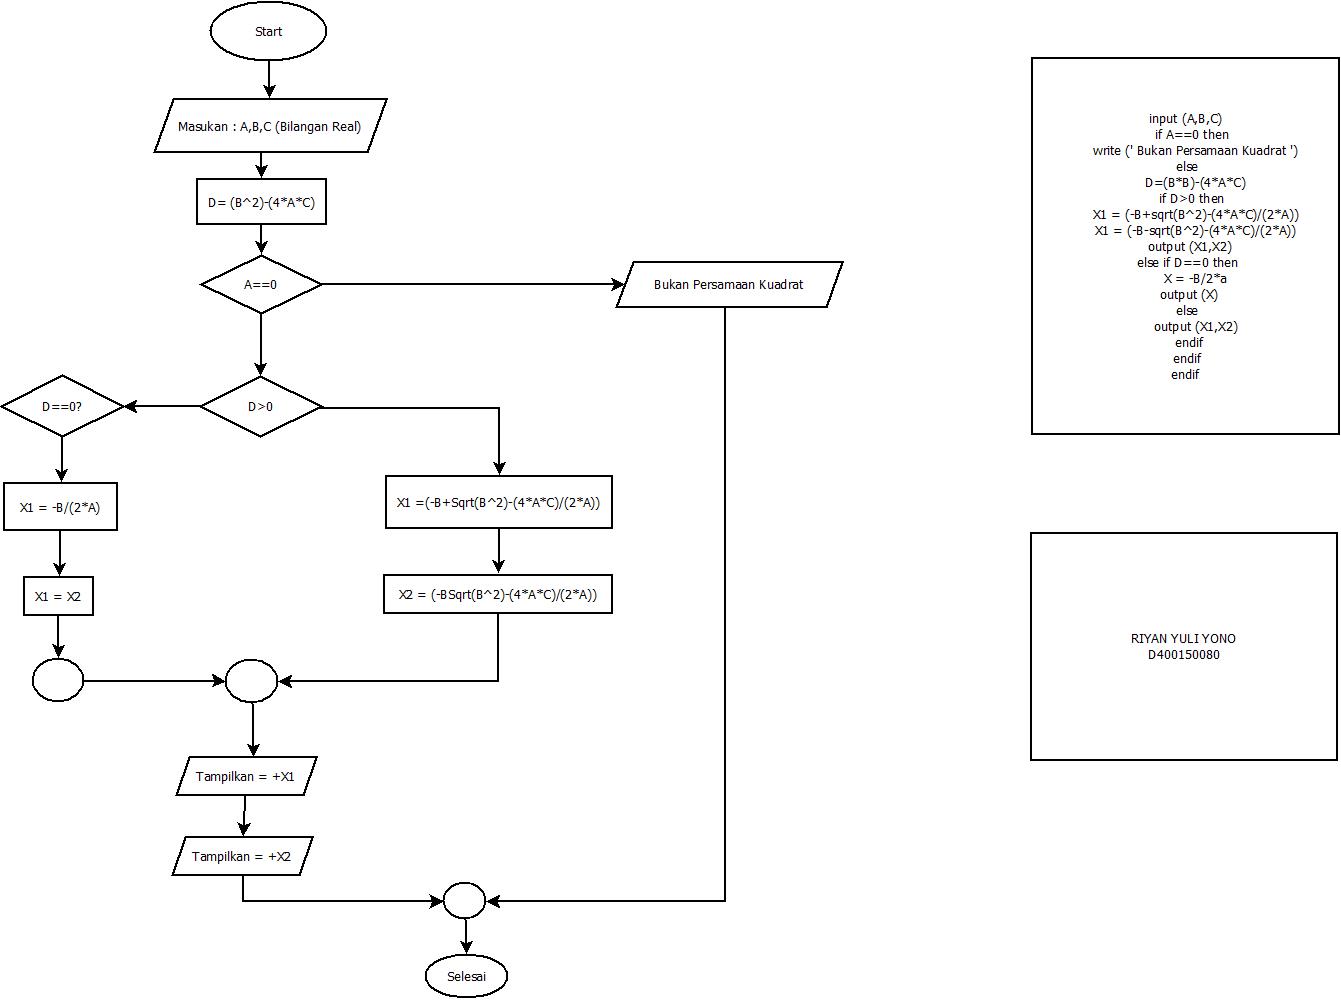 Start
Masukan : A,B,C (Bilangan Real)
D= (B^2)-(4*A*C)
A==0
Bukan Persamaan Kuadrat
D==0?
D>0
X1 = -B/(2*A)
X1 =(-B+Sqrt(B^2)-(4*A*C)/(2*A))
X1 = X2
X2 = (-BSqrt(B^2)-(4*A*C)/(2*A))
Tampilkan = +X1
Tampilkan = +X2
Selesai
input (A,B,C)
if A==0 then
write (' Bukan Persamaan Kuadrat ')
else
D=(B*B)-(4*A*C)
if D>0 then
X1 = (-B+sqrt(B^2)-(4*A*C)/(2*A))
X1 = (-B-sqrt(B^2)-(4*A*C)/(2*A))
output (X1,X2)
else if D==0 then
X = -B/2*a
output (X)
else
output (X1,X2)
endif
endif
endif
RIYAN YULI YONO
D400150080